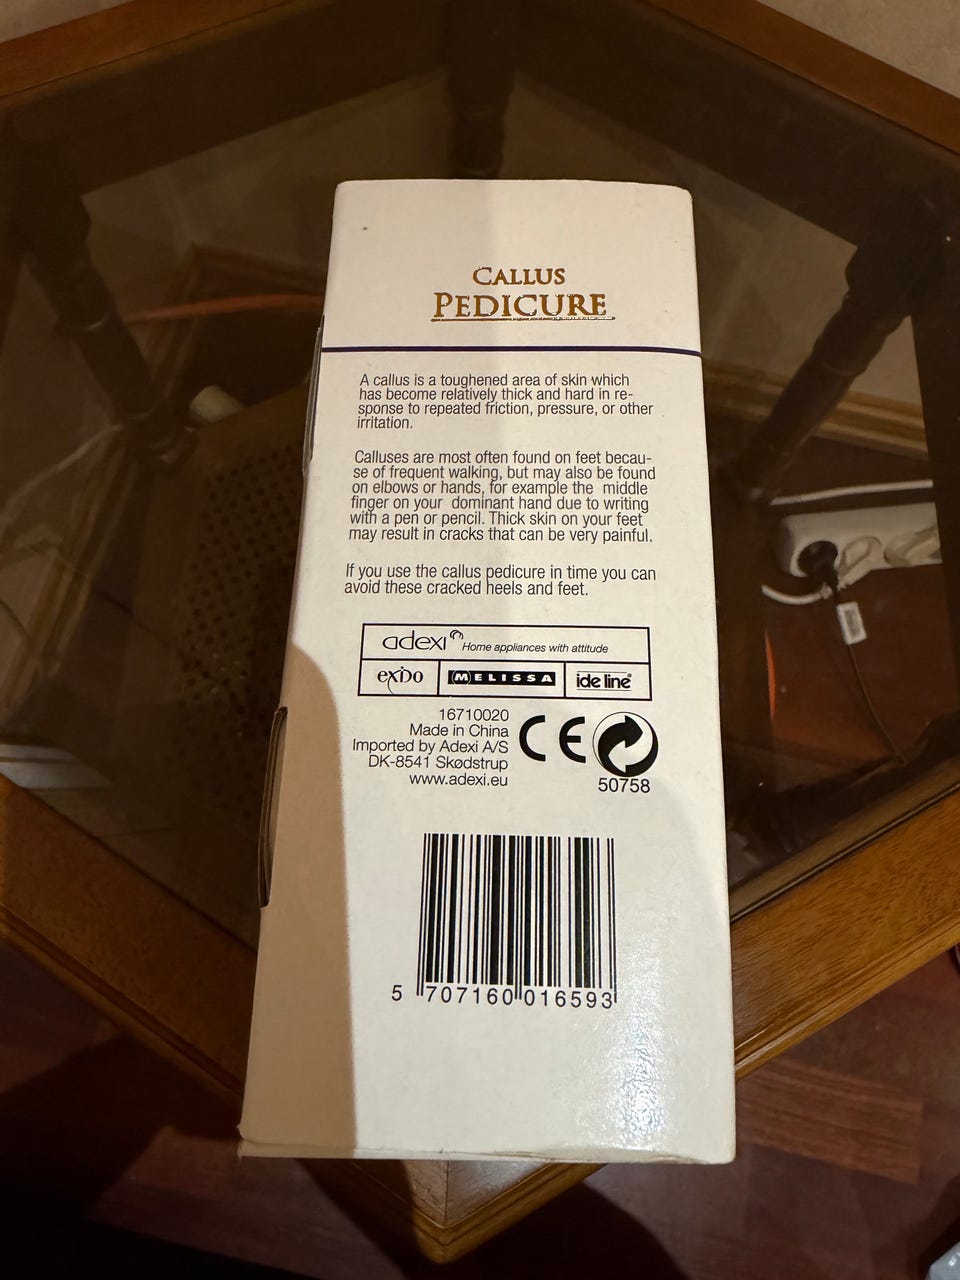 CALLUS
PEDICURE
A callus is a toughened area of skin which
has become relatively thick and hard in re-
sponse to repeated friction, pressure, or other
irritation.
Calluses are most often found on feet becau-
se of frequent walking, but may also be found
on elbows or hands, for example the middle
finger on your dominant hand due to writing
with a pen or pencil. Thick skin on your feet
may result in cracks that can be very painful.
If you use the callus pedicure in time you can
avoid these cracked heels and feet.
adexi Home appliances with attitude
exido MELISSA ide line®
16710020
Made in China
Imported by Adexi A/S
DK-8541 Skødstrup
www.adexi.eu
CE
50758
5 707160 016593